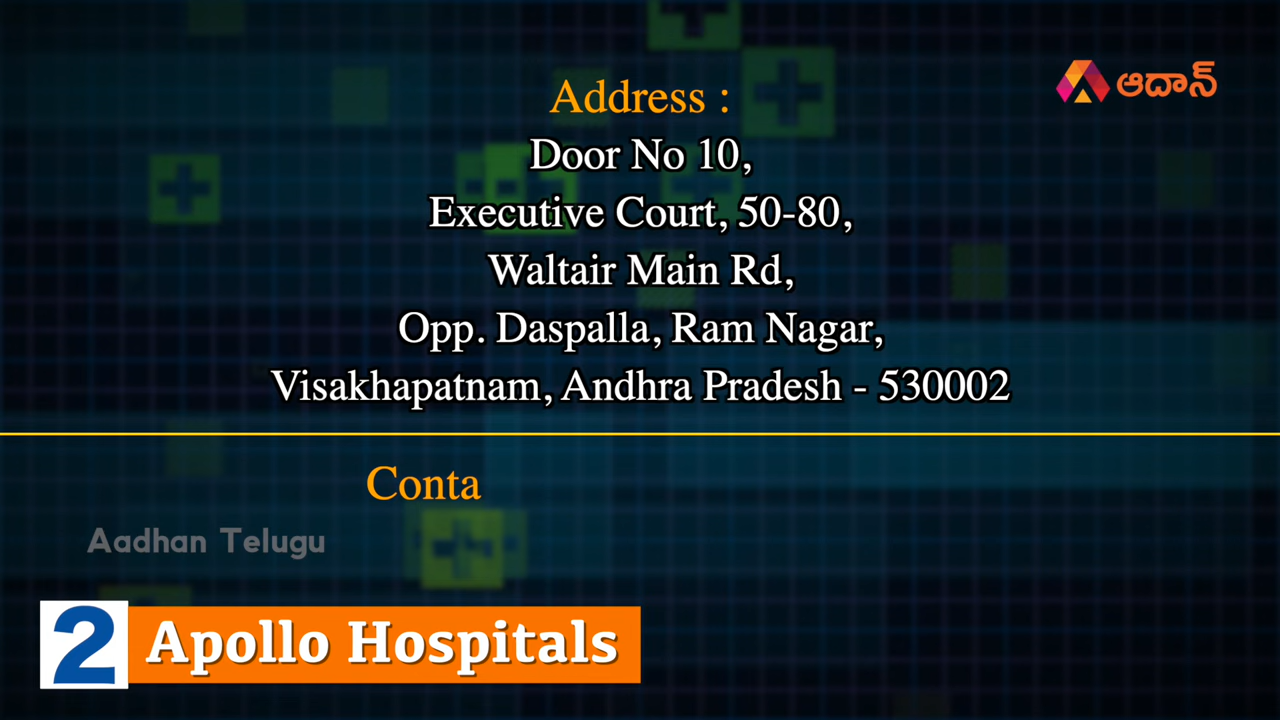 ఆదాన్
Address :
Door No 10,
Executive Court, 50-80,
Waltair Main Rd,
Opp. Daspalla, Ram Nagar,
Visakhapatnam, Andhra Pradesh - 530002
Conta
Aadhan Telugu
2 Apollo Hospitals